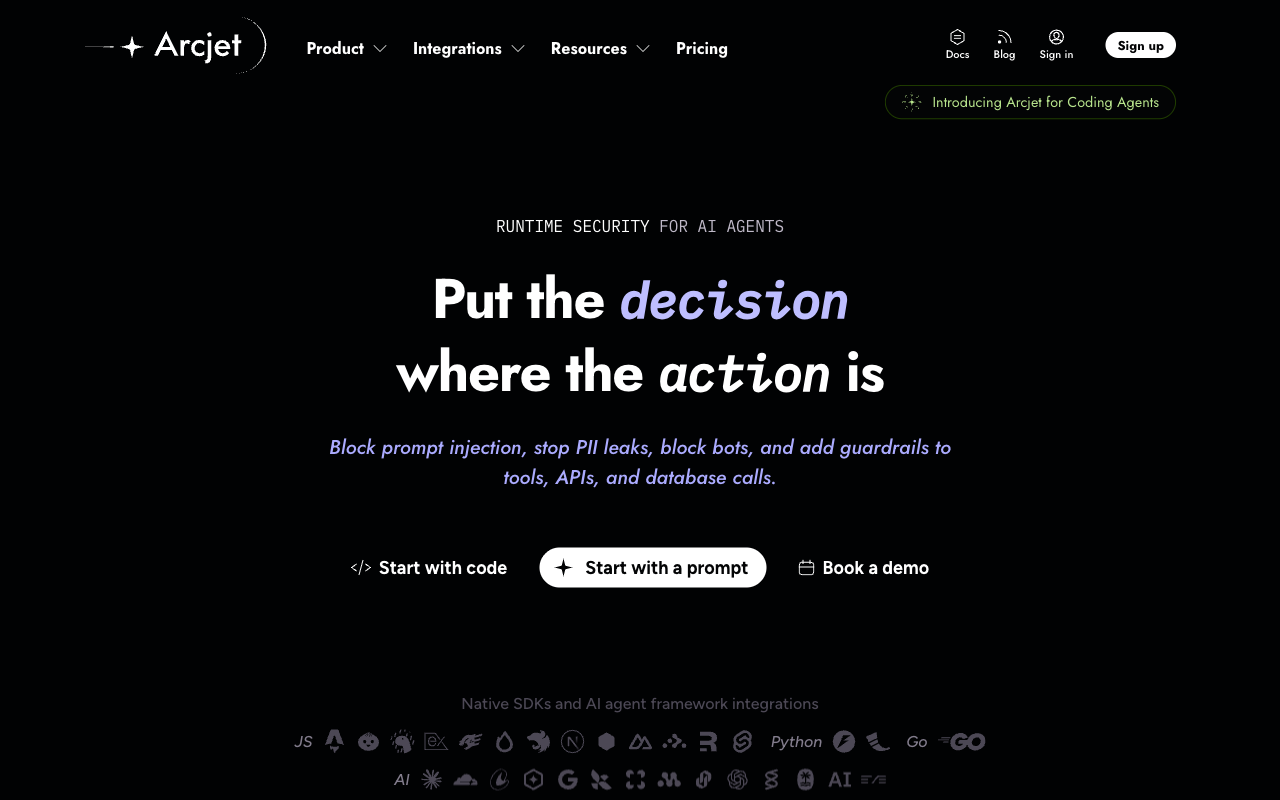 Arcjet
Product
Integrations
Resources
Pricing
Docs
Blog
Sign in
Sign up
Introducing Arcjet for Coding Agents
RUNTIME SECURITY FOR AI AGENTS
Put the decision
where the action is
Block prompt injection, stop PII leaks, block bots, and add guardrails to
tools, APIs, and database calls.
</> Start with code
Start with a prompt
Book a demo
Native SDKs and AI agent framework integrations
JS ex N Python Go GO
AI G AI